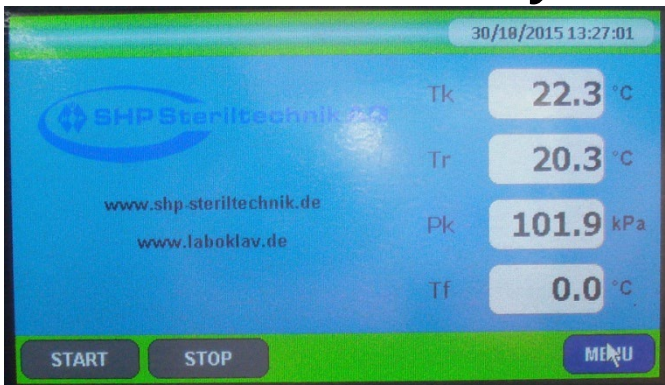 30/10/2015 13:27:01
SHP Steriltechnik AG
Tk 22.3 °C
Tr 20.3 °C
www.shp-steriltechnik.de
Pk 101.9 kPa
www.laboklav.de
Tf 0.0 °C
START STOP MENU